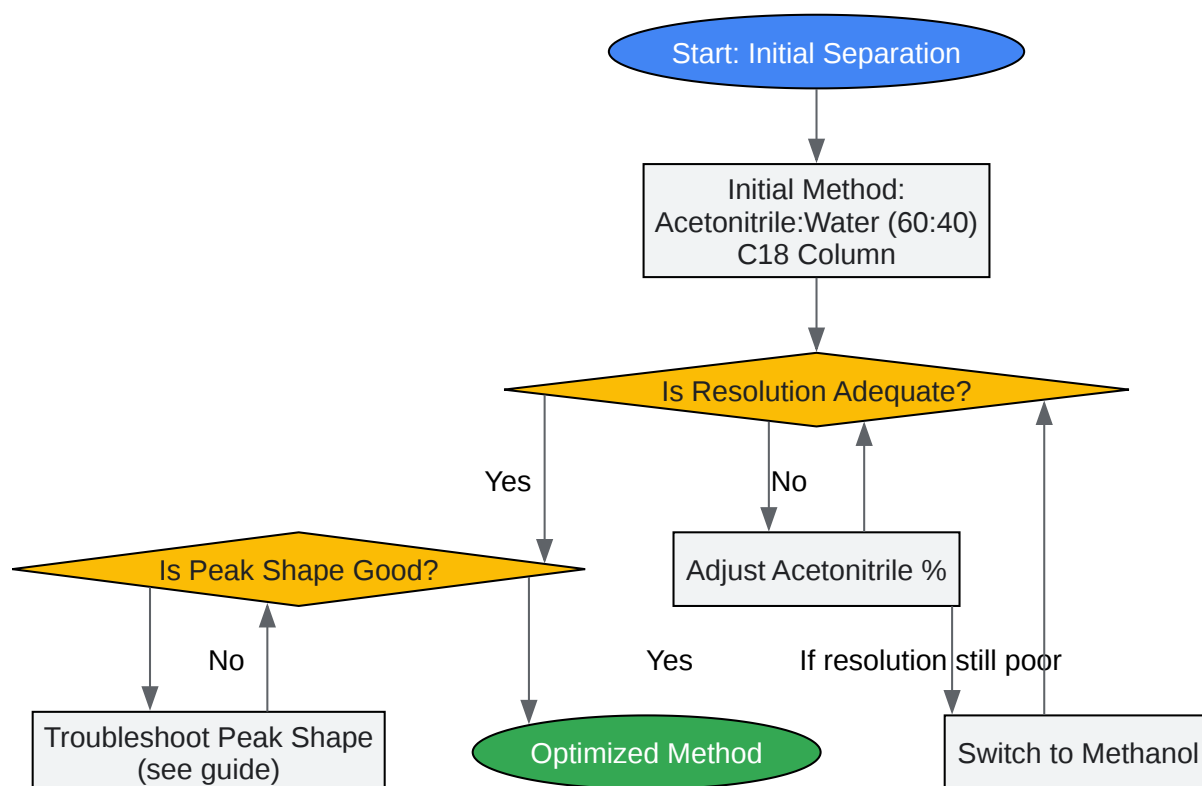 Start: Initial Separation
Initial Method:
Acetonitrile:Water (60:40)
C18 Column
Is Resolution Adequate?
Yes
No
Is Peak Shape Good?
Adjust Acetonitrile %
No
Yes
If resolution still poor
Troubleshoot Peak Shape
(see guide)
Optimized Method
Switch to Methanol